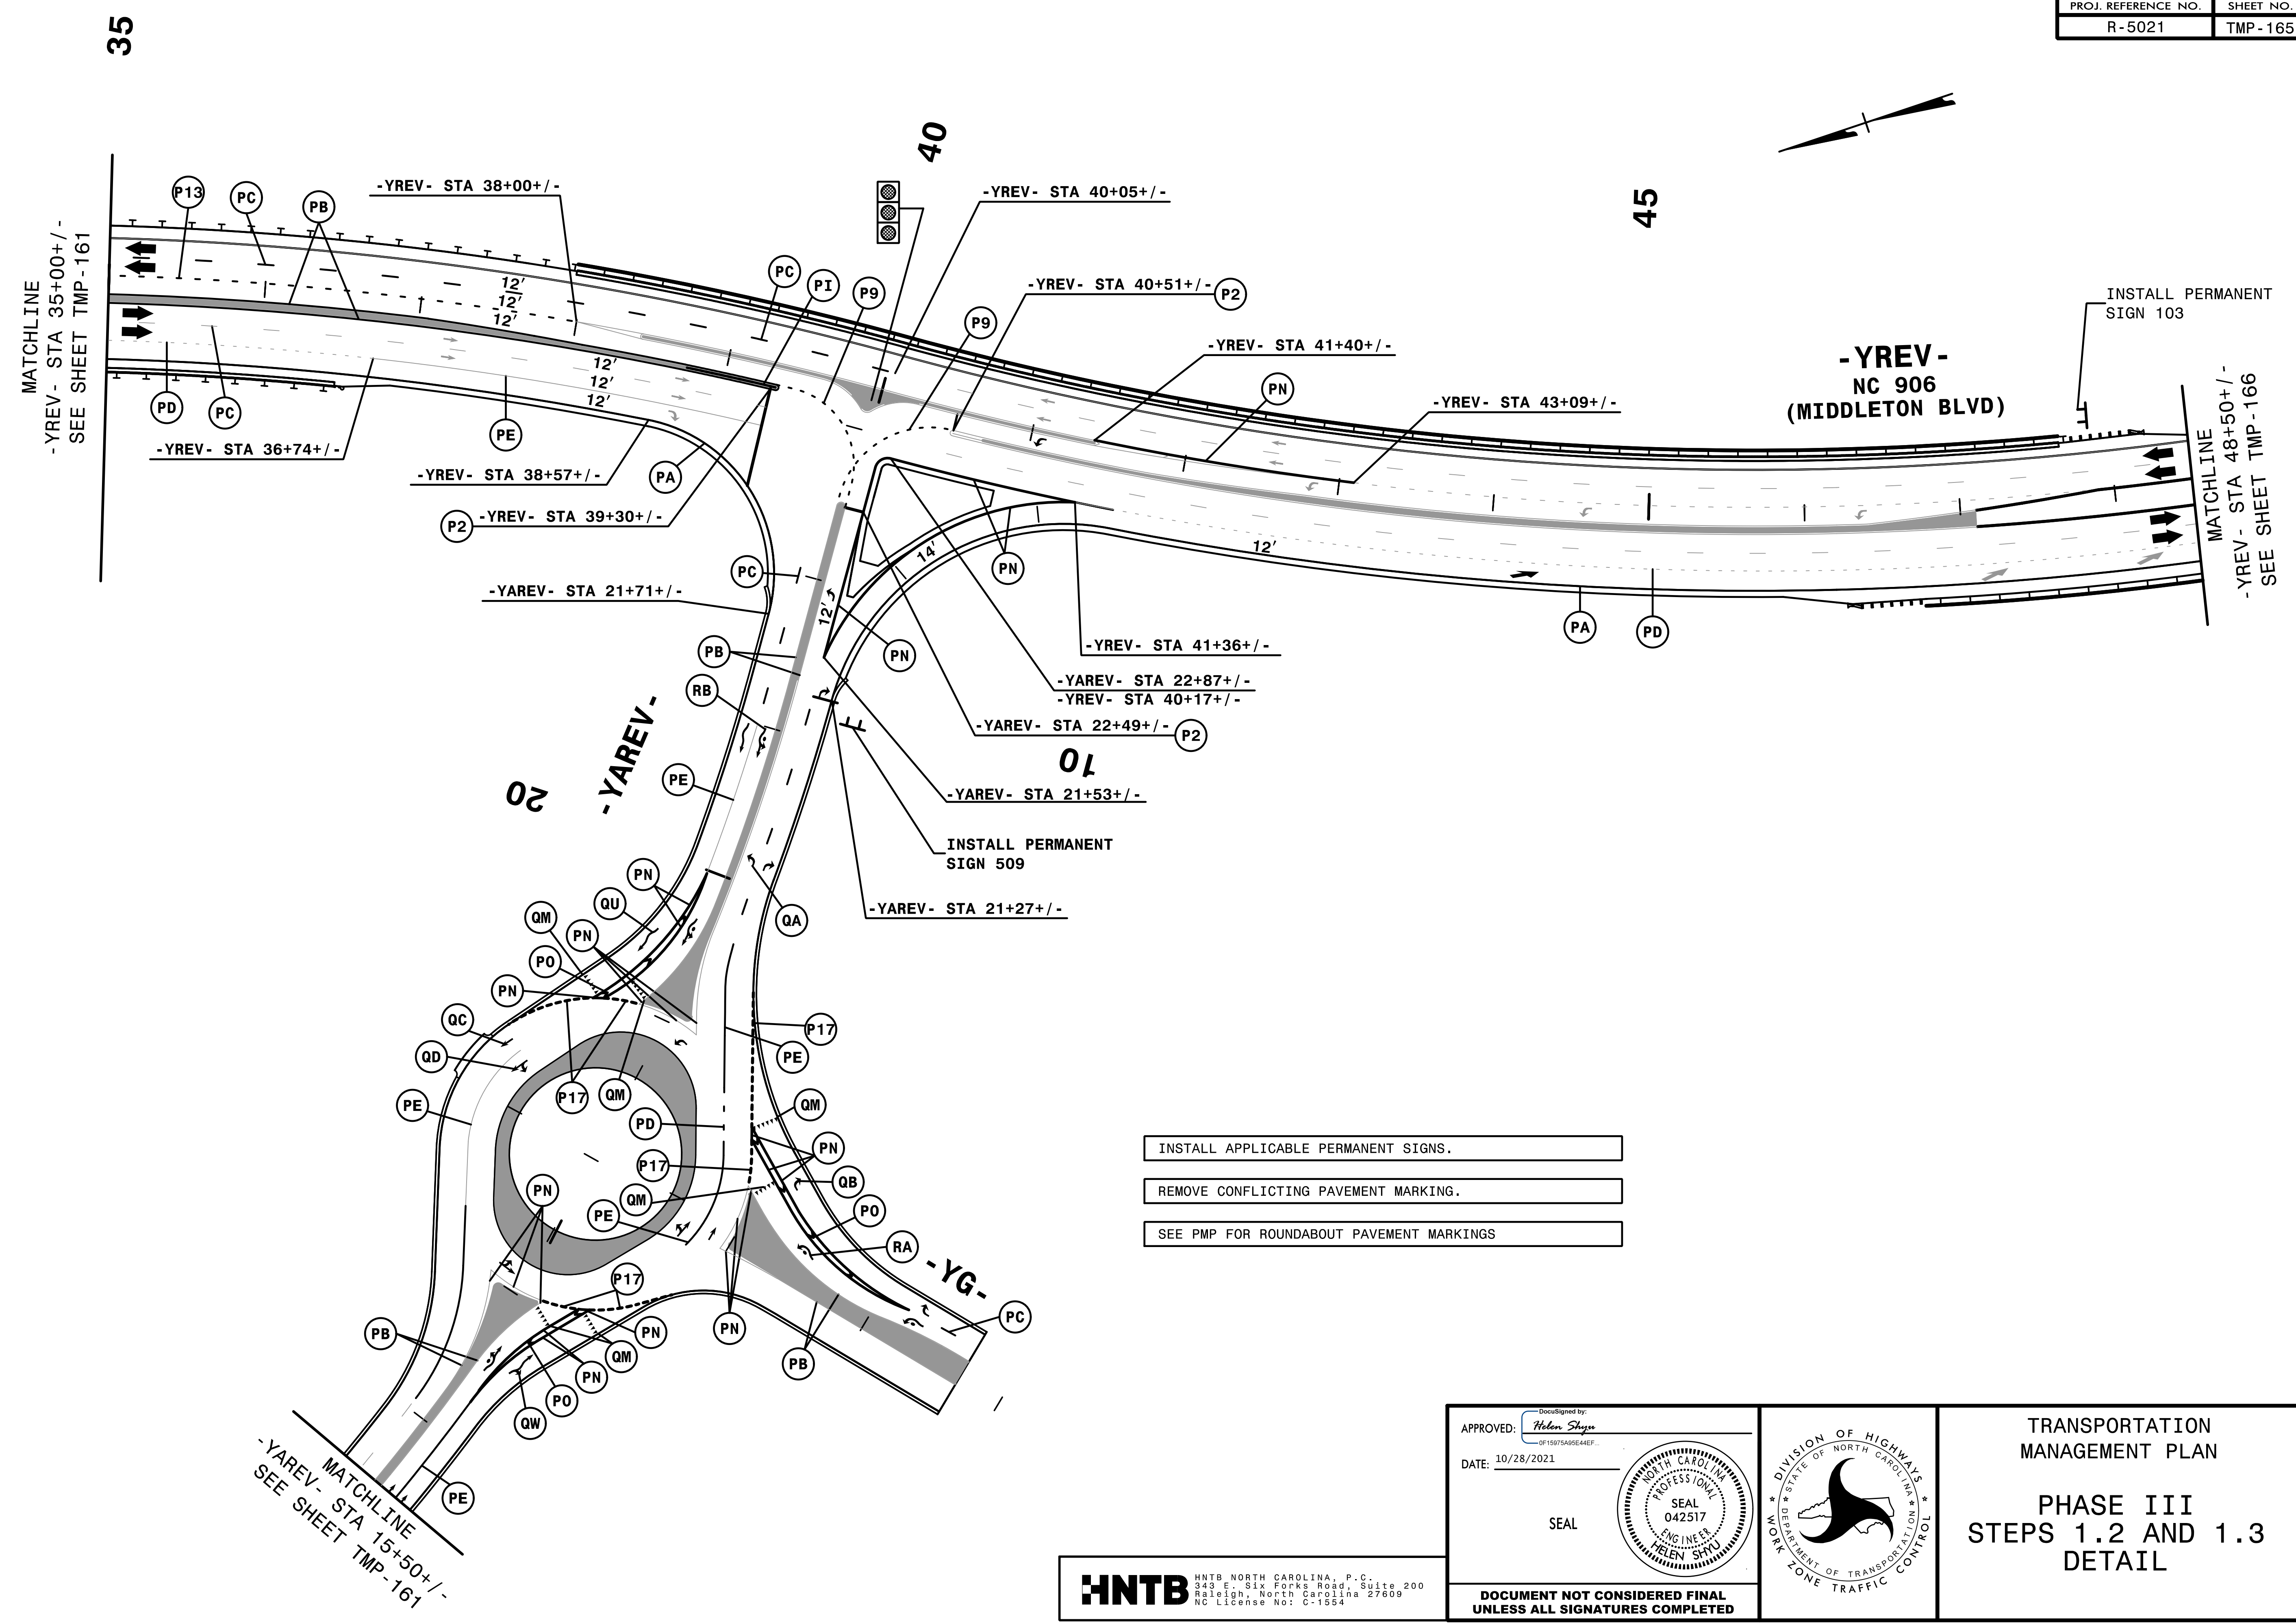 PROJ. REFERENCE NO.
SHEET NO.
R-5021
TMP-165
35
40
45
MATCHLINE
-YREV- STA 35+00+/-
SEE SHEET TMP-161
P13
PC
PB
-YREV- STA 38+00+/-
12'
12'
12'
12'
12'
12'
PD
PC
-YREV- STA 36+74+/-
PE
-YREV- STA 38+57+/-
PA
P2
-YREV- STA 39+30+/-
PC
PI
P9
-YREV- STA 40+05+/-
P9
-YREV- STA 40+51+/-
P2
-YREV- STA 41+40+/-
PN
-YREV- STA 43+09+/-
-YREV-
NC 906
(MIDDLETON BLVD)
INSTALL PERMANENT
SIGN 103
MATCHLINE
-YREV- STA 48+50+/-
SEE SHEET TMP-166
12'
PA
PD
PC
-YAREV- STA 21+71+/-
12'
14'
PN
PN
PB
RB
-YREV- STA 41+36+/-
-YAREV- STA 22+87+/-
-YREV- STA 40+17+/-
-YAREV- STA 22+49+/-
P2
10
-YAREV-
20
PE
-YAREV- STA 21+53+/-
INSTALL PERMANENT
SIGN 509
-YAREV- STA 21+27+/-
PN
QU
QM
PN
PO
PN
QA
QC
QD
P17
PE
PE
P17
QM
QM
PD
PN
P17
QB
PN
QM
PO
PE
RA
-YG-
P17
PC
PN
PB
PB
PN
QM
PN
PO
QW
PE
MATCHLINE
-YAREV- STA 15+50+/-
SEE SHEET TMP-161
INSTALL APPLICABLE PERMANENT SIGNS.
REMOVE CONFLICTING PAVEMENT MARKING.
SEE PMP FOR ROUNDABOUT PAVEMENT MARKINGS
HNTB
HNTB NORTH CAROLINA, P.C.
343 E. Six Forks Road, Suite 200
Raleigh, North Carolina 27609
NC License No: C-1554
DocuSigned by:
APPROVED: Helen Shyu
0F15975A95E44EF...
DATE: 10/28/2021
SEAL
NORTH CAROLINA
PROFESSIONAL
SEAL
042517
ENGINEER
HELEN SHYU
DOCUMENT NOT CONSIDERED FINAL
UNLESS ALL SIGNATURES COMPLETED
DIVISION OF HIGHWAYS
STATE OF NORTH CAROLINA
DEPARTMENT OF TRANSPORTATION
WORK ZONE TRAFFIC CONTROL
TRANSPORTATION
MANAGEMENT PLAN
PHASE III
STEPS 1.2 AND 1.3
DETAIL